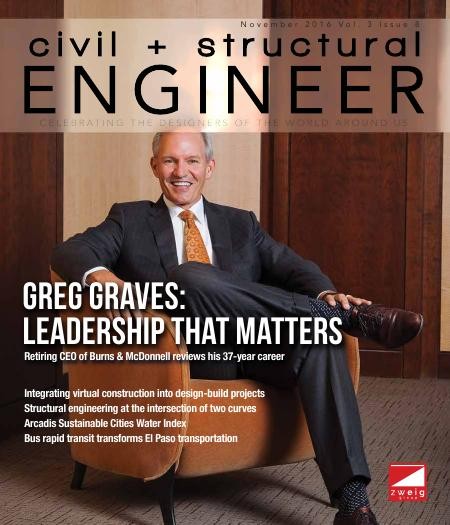 November 2016 Vol. 3 Issue 8
civil + structural
ENGINEER
CELEBRATING THE DESIGNERS OF THE WORLD AROUND US
GREG GRAVES:
LEADERSHIP THAT MATTERS
Retiring CEO of Burns & McDonnell reviews his 37-year career
Integrating virtual construction into design-build projects
Structural engineering at the intersection of two curves
Arcadis Sustainable Cities Water Index
Bus rapid transit transforms El Paso transportation
zweig
group